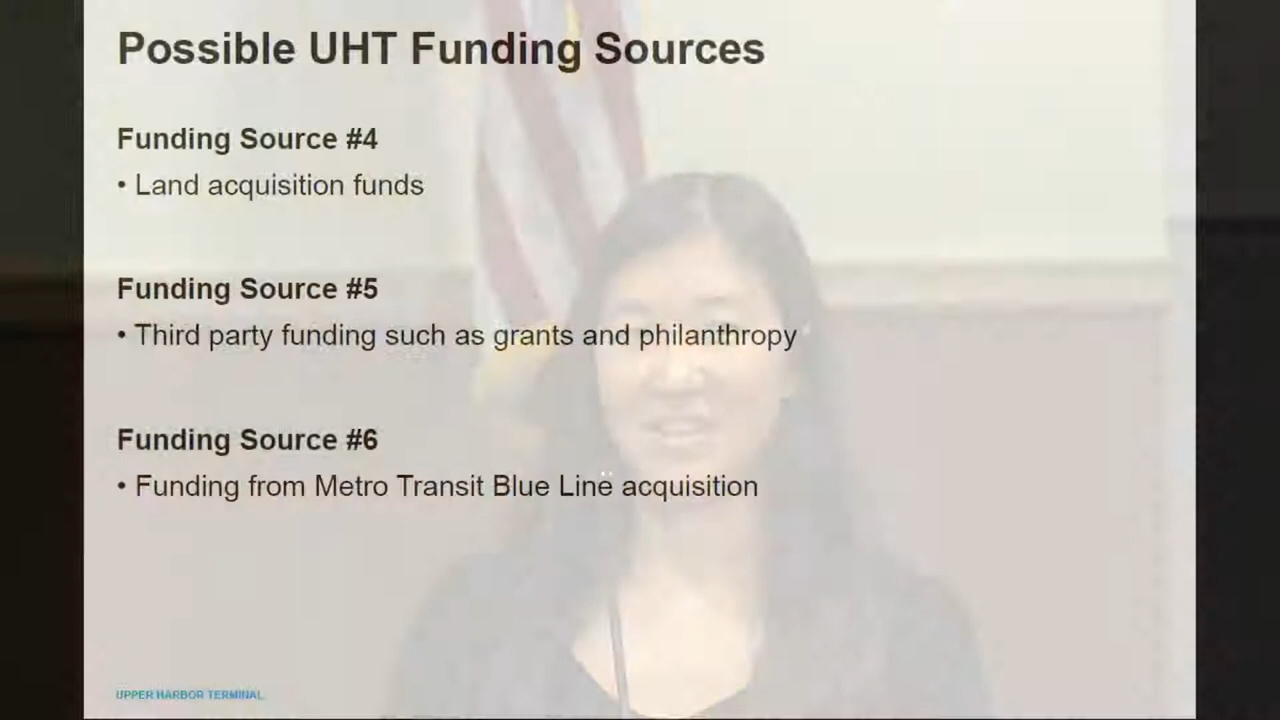 Possible UHT Funding Sources
Funding Source #4
• Land acquisition funds
Funding Source #5
• Third party funding such as grants and philanthropy
Funding Source #6
• Funding from Metro Transit Blue Line acquisition
UPPER HARBOR TERMINAL